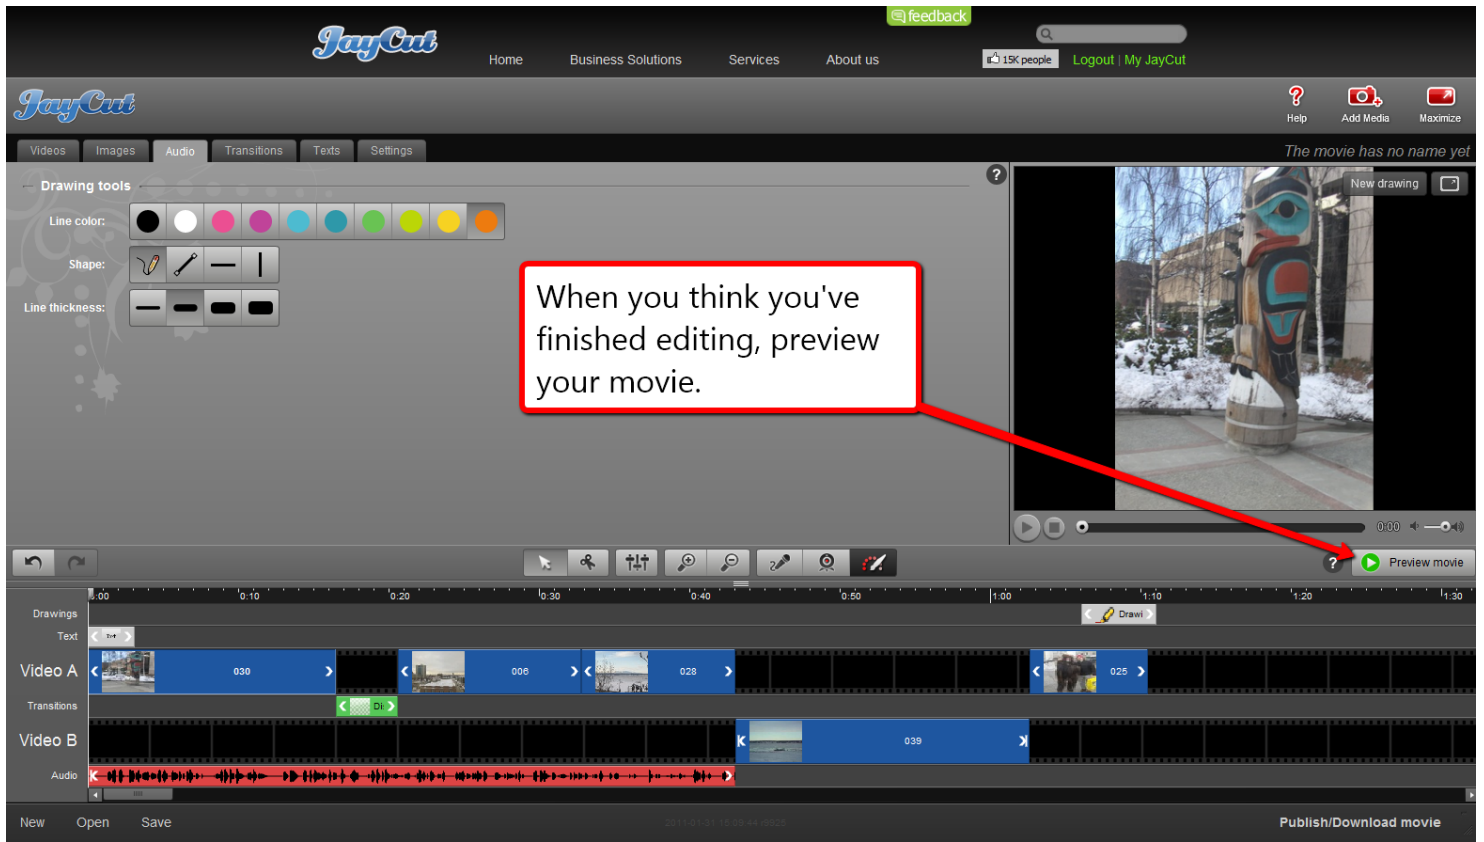 feedback
JayCut
Home Business Solutions Services About us
15K people Logout | My JayCut
JayCut
Help Add Media Maximize
Videos Images Audio Transitions Texts Settings
The movie has no name yet
Drawing tools
?
New drawing
Line color:
Shape:
Line thickness:
When you think you've
finished editing, preview
your movie.
0:00
? Preview movie
0:10 0:20 0:30 0:40 0:50 1:00 1:10 1:20 1:30
Drawings
Drawi
Text
Video A
030 006 028 025
Transitions
Di
Video B
039
Audio
New Open Save
Publish/Download movie